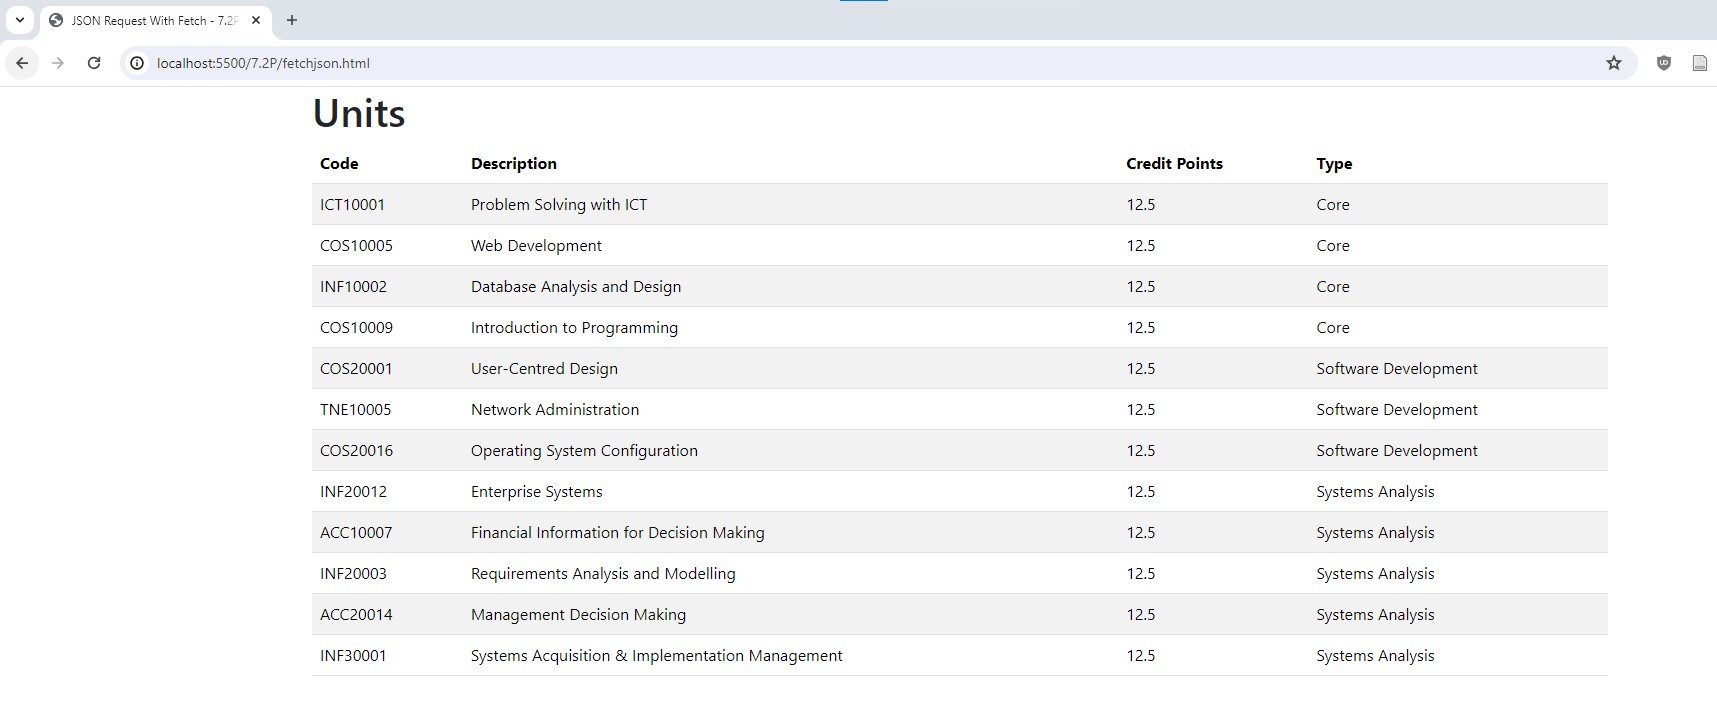 JSON Request With Fetch - 7.2P
localhost:5500/7.2P/fetchjson.html
Units
Code Description Credit Points Type
ICT10001 Problem Solving with ICT 12.5 Core
COS10005 Web Development 12.5 Core
INF10002 Database Analysis and Design 12.5 Core
COS10009 Introduction to Programming 12.5 Core
COS20001 User-Centred Design 12.5 Software Development
TNE10005 Network Administration 12.5 Software Development
COS20016 Operating System Configuration 12.5 Software Development
INF20012 Enterprise Systems 12.5 Systems Analysis
ACC10007 Financial Information for Decision Making 12.5 Systems Analysis
INF20003 Requirements Analysis and Modelling 12.5 Systems Analysis
ACC20014 Management Decision Making 12.5 Systems Analysis
INF30001 Systems Acquisition & Implementation Management 12.5 Systems Analysis